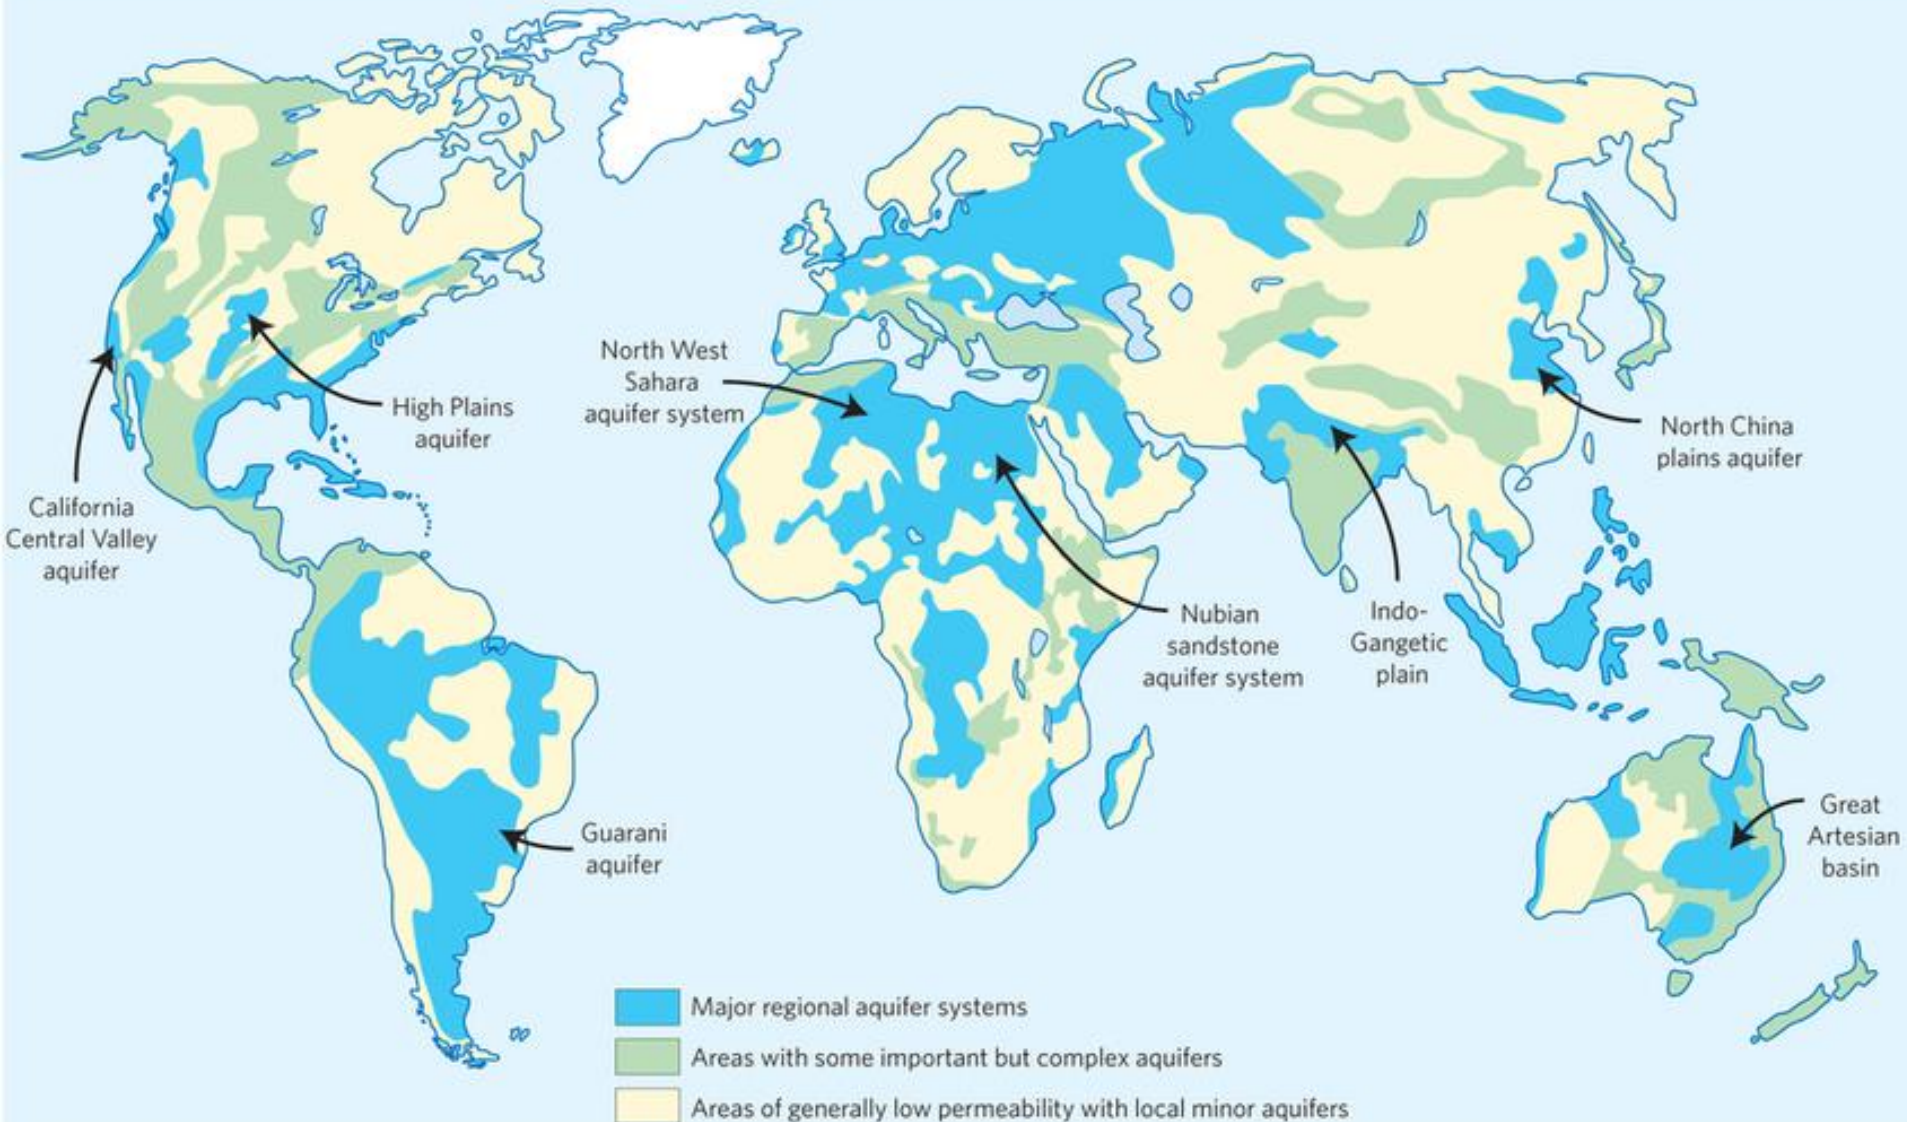 North West
Sahara
aquifer system
High Plains
aquifer
North China
plains aquifer
California
Central Valley
aquifer
Nubian
sandstone
aquifer system
Indo-
Gangetic
plain
Guarani
aquifer
Great
Artesian
basin
Major regional aquifer systems
Areas with some important but complex aquifers
Areas of generally low permeability with local minor aquifers